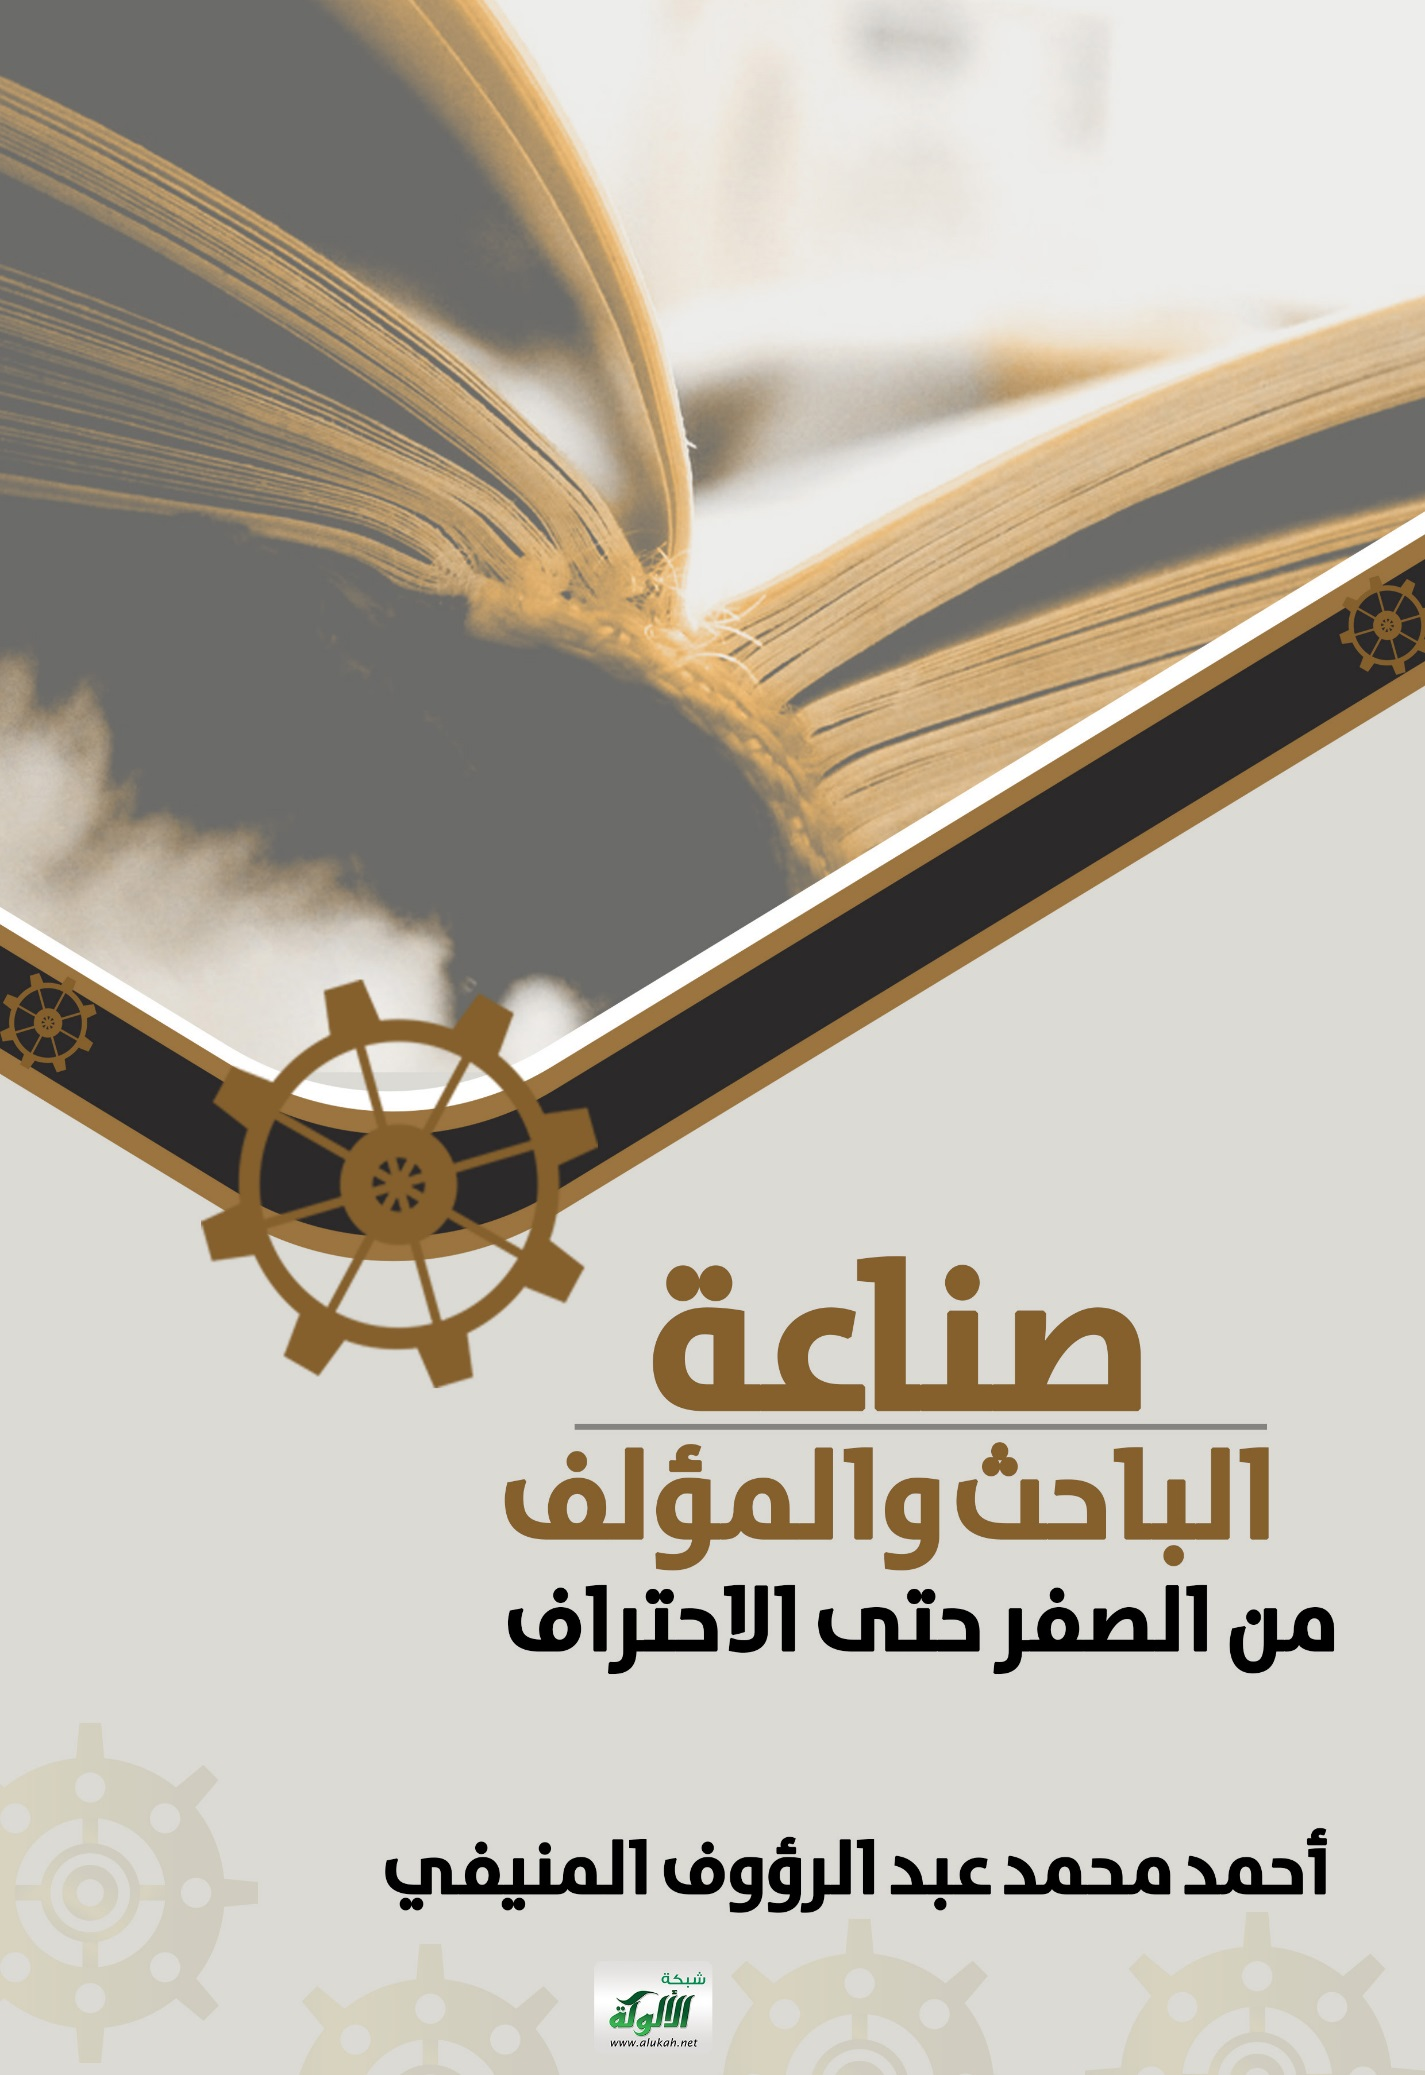 صناعة
الباحث والمؤلف
من الصفر حتى الاحتراف
أحمد محمد عبد الرؤوف المنيفي
شبكة
الألوكة
www.alukah.net